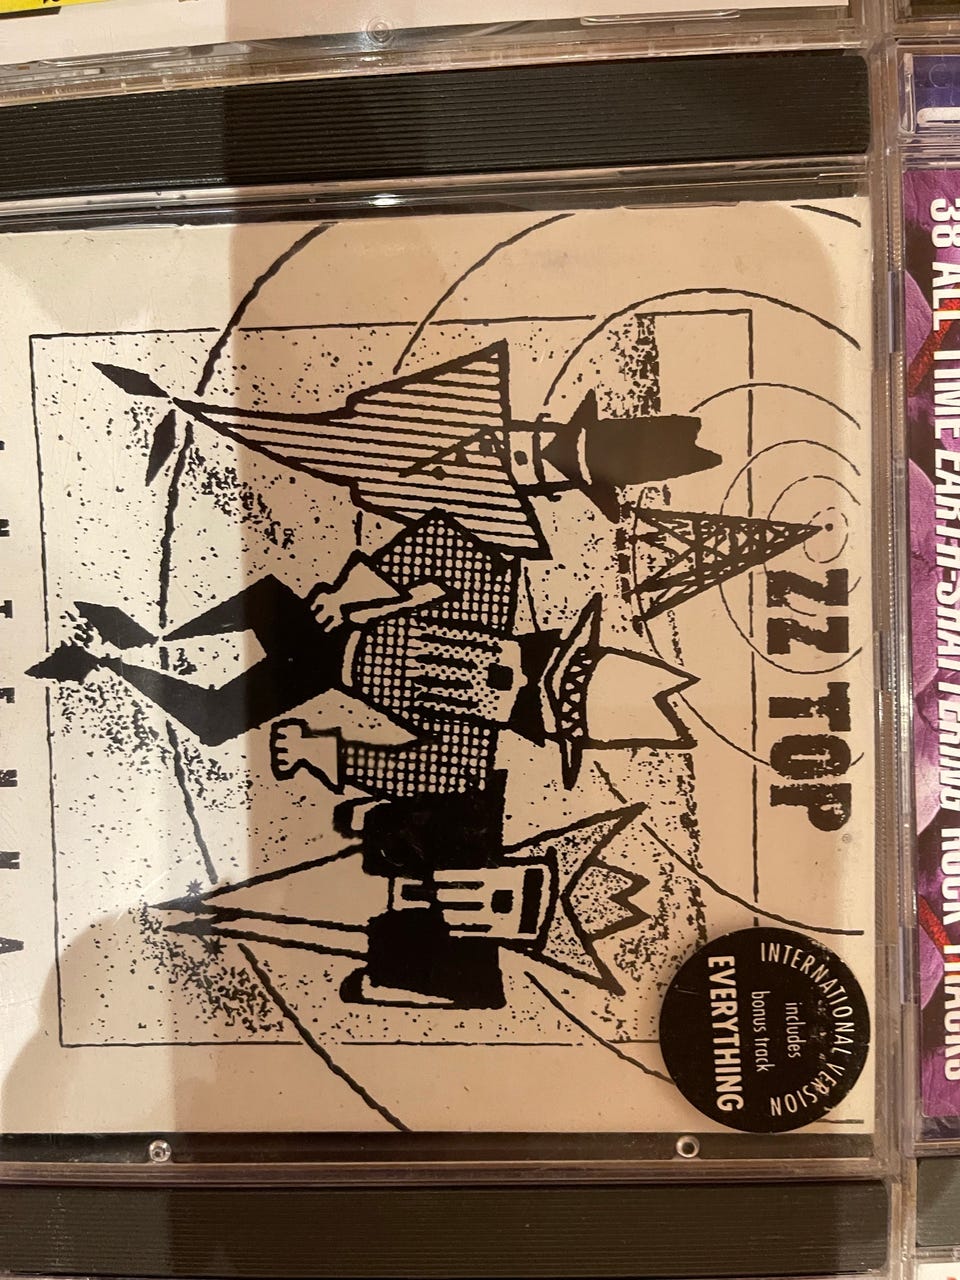 ZZ TOP
INTERNATIONAL VERSION
includes
bonus track
EVERYTHING
38 ALL TIME EARTH-SHATTERING ROCK TRACKS